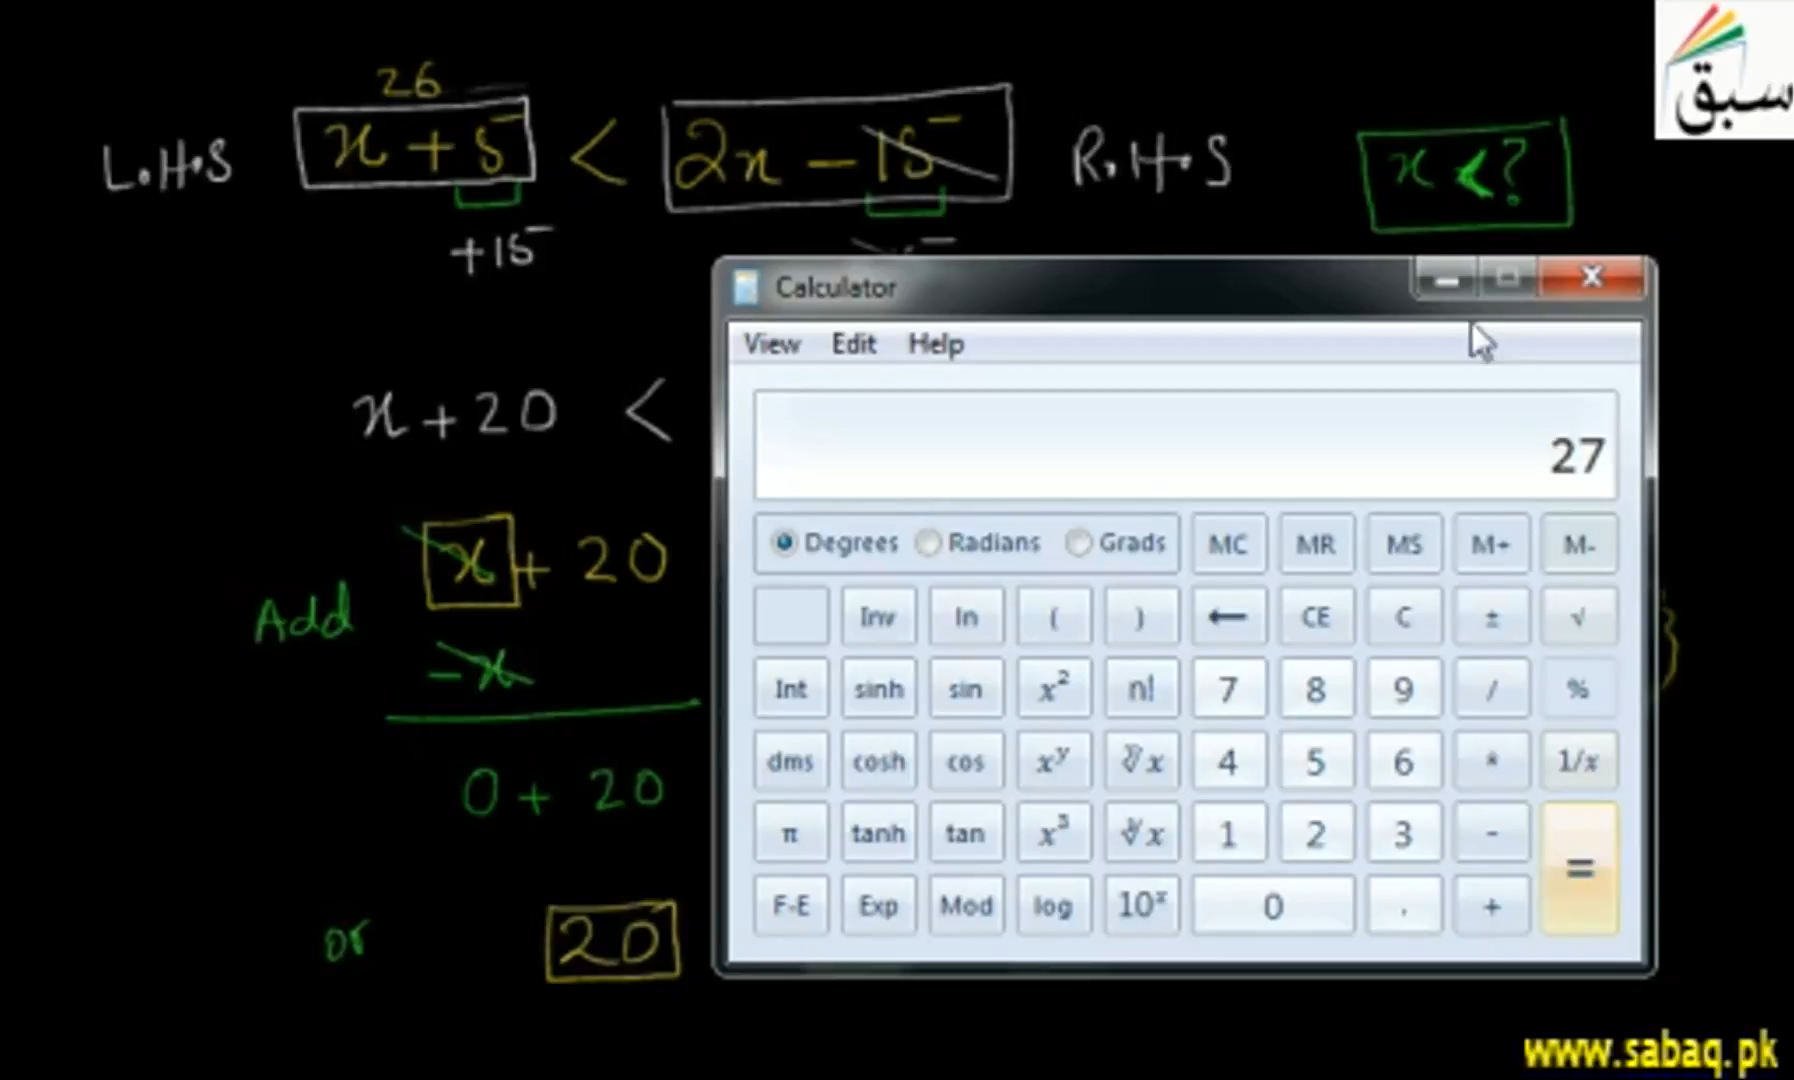 26
L.H.S x + 5 < 2x - 15 R.H.S x < ?
+15
x + 20 <
x + 20
Add
-x
0 + 20
or 20
سبق
Calculator
View Edit Help
27
Degrees Radians Grads MC MR MS M+ M-
Inv ln ( ) ← CE C ± √
Int sinh sin x² n! 7 8 9 / %
dms cosh cos xʸ ʸ√x 4 5 6 * 1/x
π tanh tan x³ ³√x 1 2 3 - =
F-E Exp Mod log 10ˣ 0 . +
www.sabaq.pk